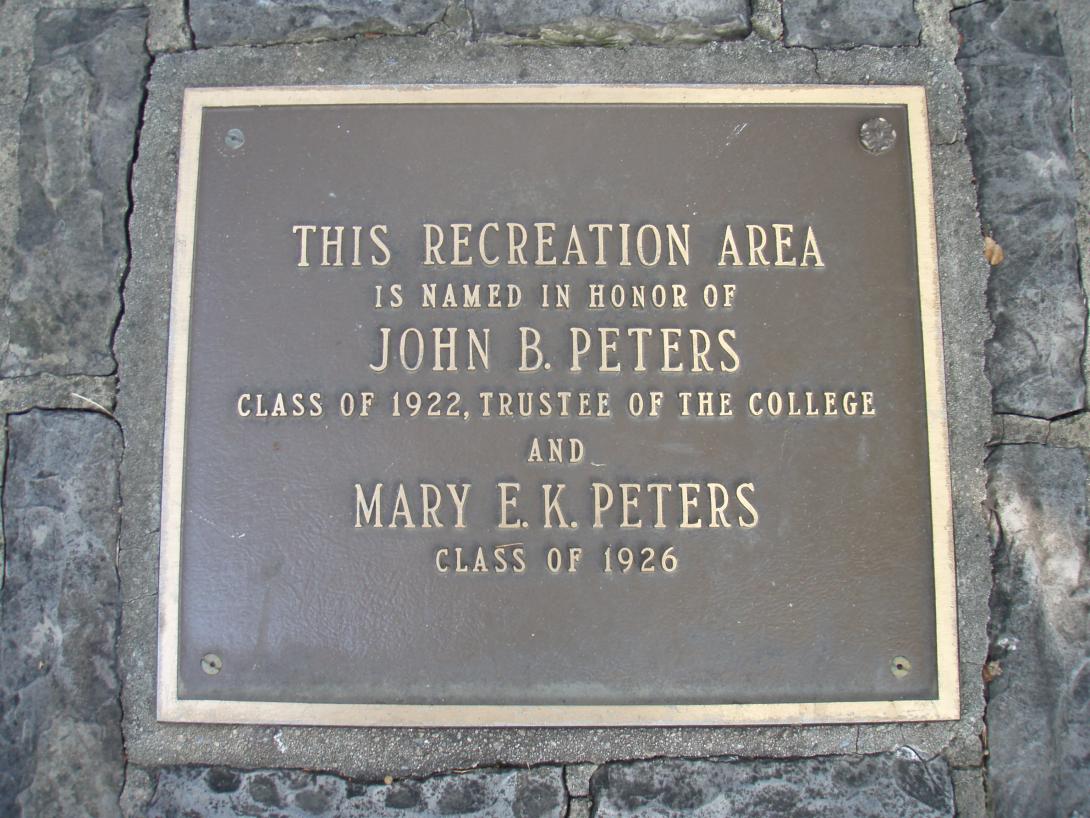 THIS RECREATION AREA
IS NAMED IN HONOR OF
JOHN B. PETERS
CLASS OF 1922, TRUSTEE OF THE COLLEGE
AND
MARY E. K. PETERS
CLASS OF 1926